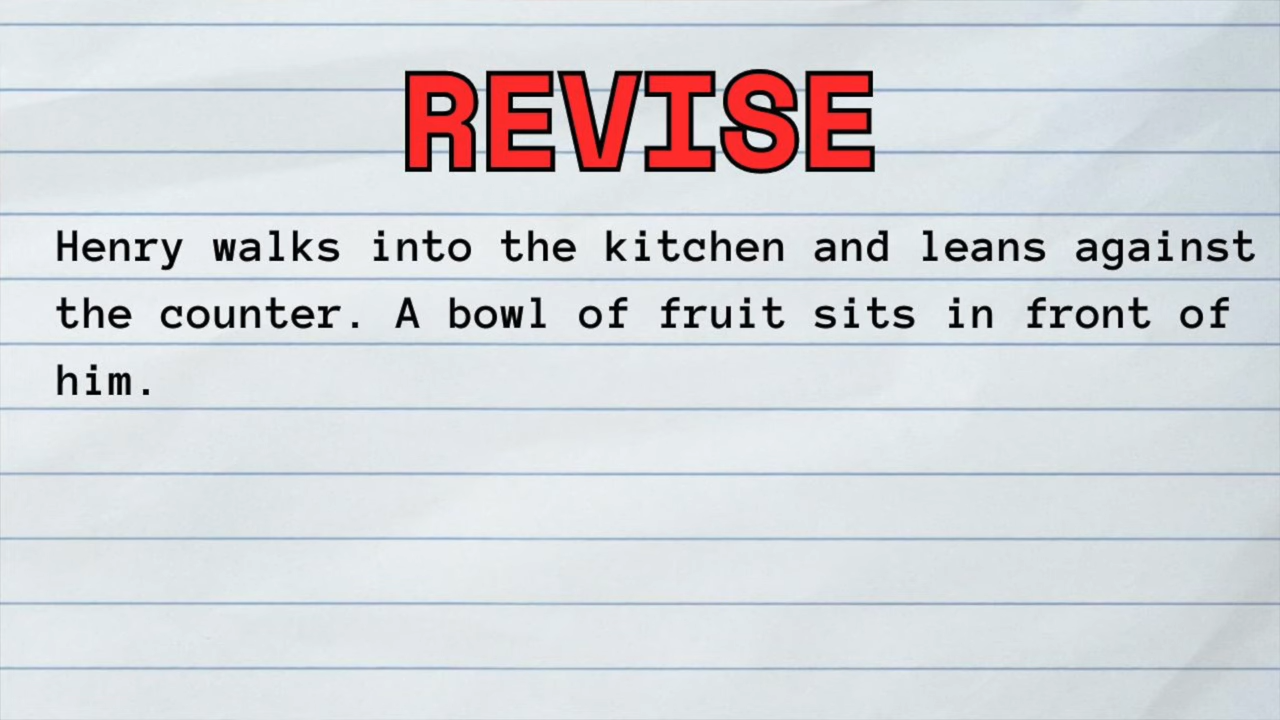 REVISE
Henry walks into the kitchen and leans against
the counter. A bowl of fruit sits in front of
him.